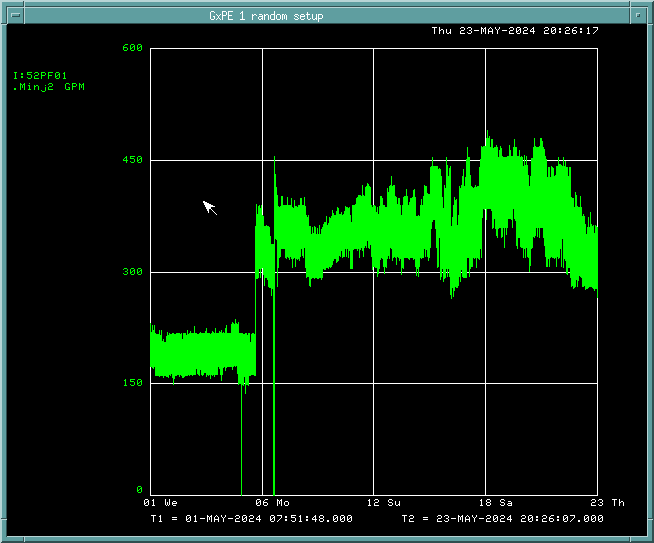 GxPE 1 random setup
Thu 23-MAY-2024 20:26:17
600
I:52PF01
.Minj2 GPM
450
300
150
0
01 We 06 Mo 12 Su 18 Sa 23 Th
T1 = 01-MAY-2024 07:51:48.000 T2 = 23-MAY-2024 20:26:07.000